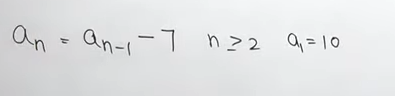 aₙ = aₙ₋₁ - 7 n ≥ 2 a₁ = 10